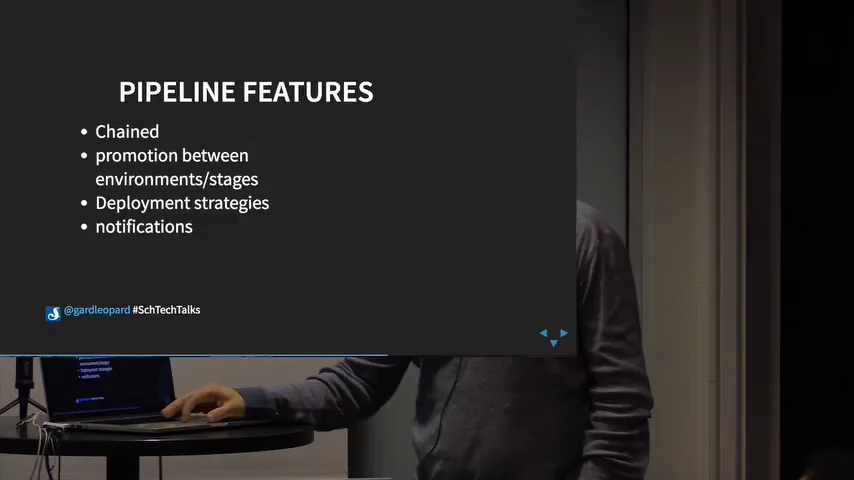 PIPELINE FEATURES
• Chained
• promotion between
environments/stages
• Deployment strategies
• notifications
@gardleopard #SchTechTalks